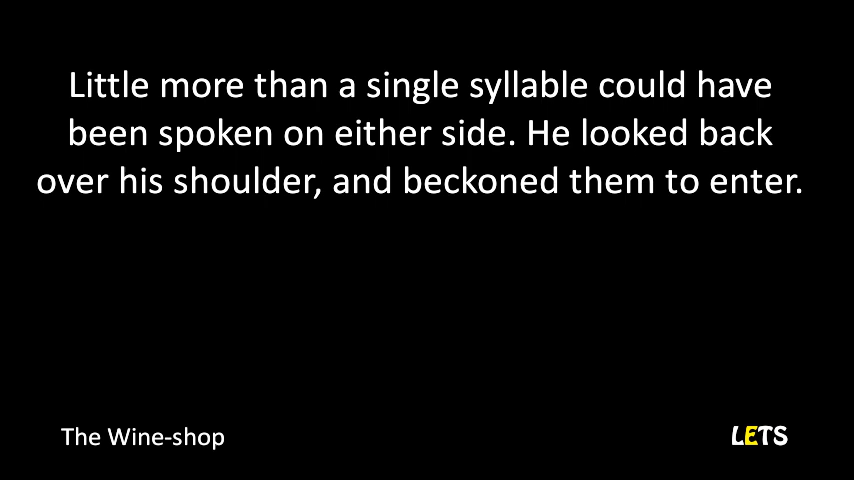 Little more than a single syllable could have
been spoken on either side. He looked back
over his shoulder, and beckoned them to enter.
The Wine-shop
LETS